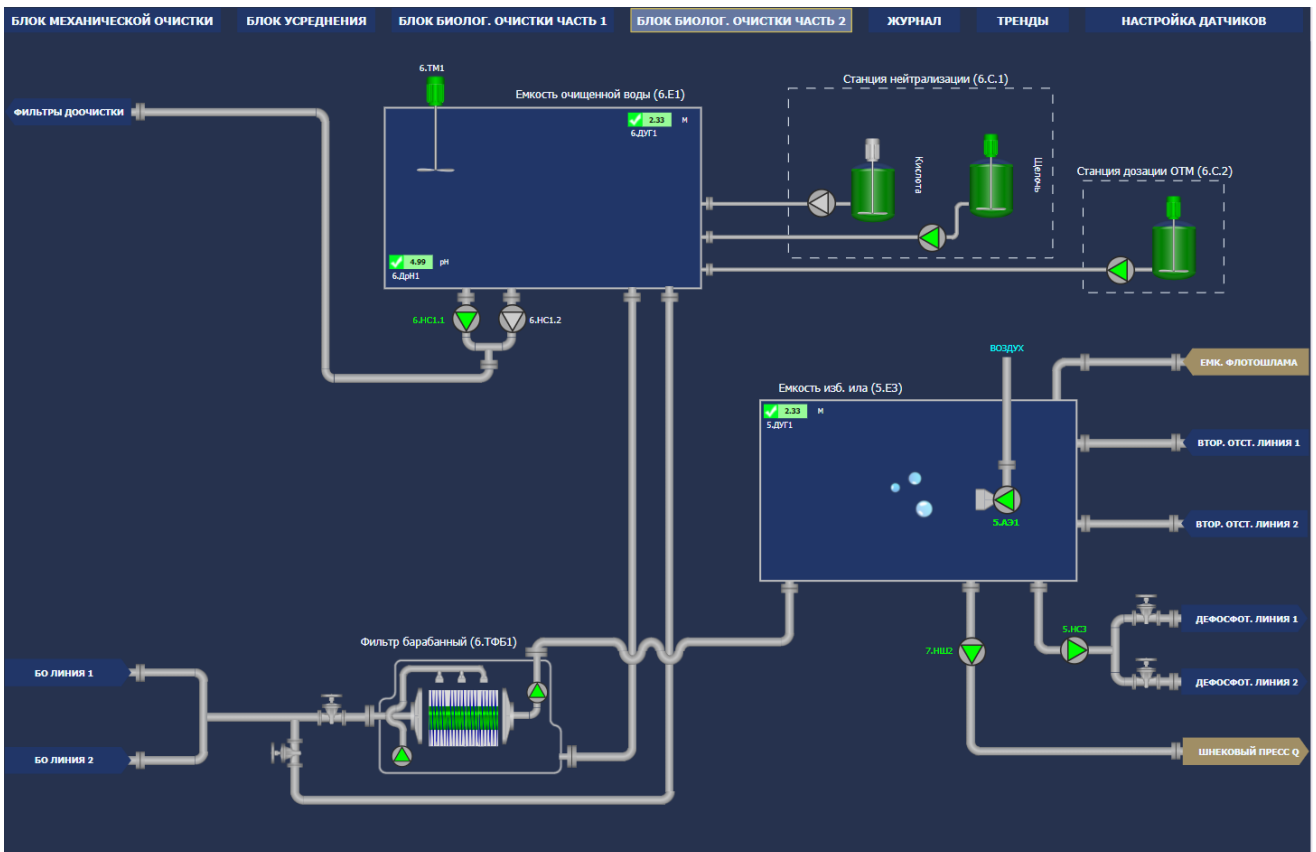 БЛОК МЕХАНИЧЕСКОЙ ОЧИСТКИ
БЛОК УСРЕДНЕНИЯ
БЛОК БИОЛОГ. ОЧИСТКИ ЧАСТЬ 1
БЛОК БИОЛОГ. ОЧИСТКИ ЧАСТЬ 2
ЖУРНАЛ
ТРЕНДЫ
НАСТРОЙКА ДАТЧИКОВ
6.ТМ1
Станция нейтрализации (6.С.1)
Емкость очищенной воды (6.Е1)
ФИЛЬТРЫ ДООЧИСТКИ
2.33 М
6.ДУГ1
Кислота
Щелочь
Станция дозации ОТМ (6.С.2)
4.99 pH
6.ДрН1
6.НС1.1
6.НС1.2
ВОЗДУХ
ЕМК. ФЛОТОШЛАМА
Емкость изб. ила (5.Е3)
2.33 М
5.ДУГ1
ВТОР. ОТСТ. ЛИНИЯ 1
5.АЭ1
ВТОР. ОТСТ. ЛИНИЯ 2
ДЕФОСФОТ. ЛИНИЯ 1
5.НС3
Фильтр барабанный (6.ТФБ1)
7.НШ2
БО ЛИНИЯ 1
ДЕФОСФОТ. ЛИНИЯ 2
ШНЕКОВЫЙ ПРЕСС Q
БО ЛИНИЯ 2